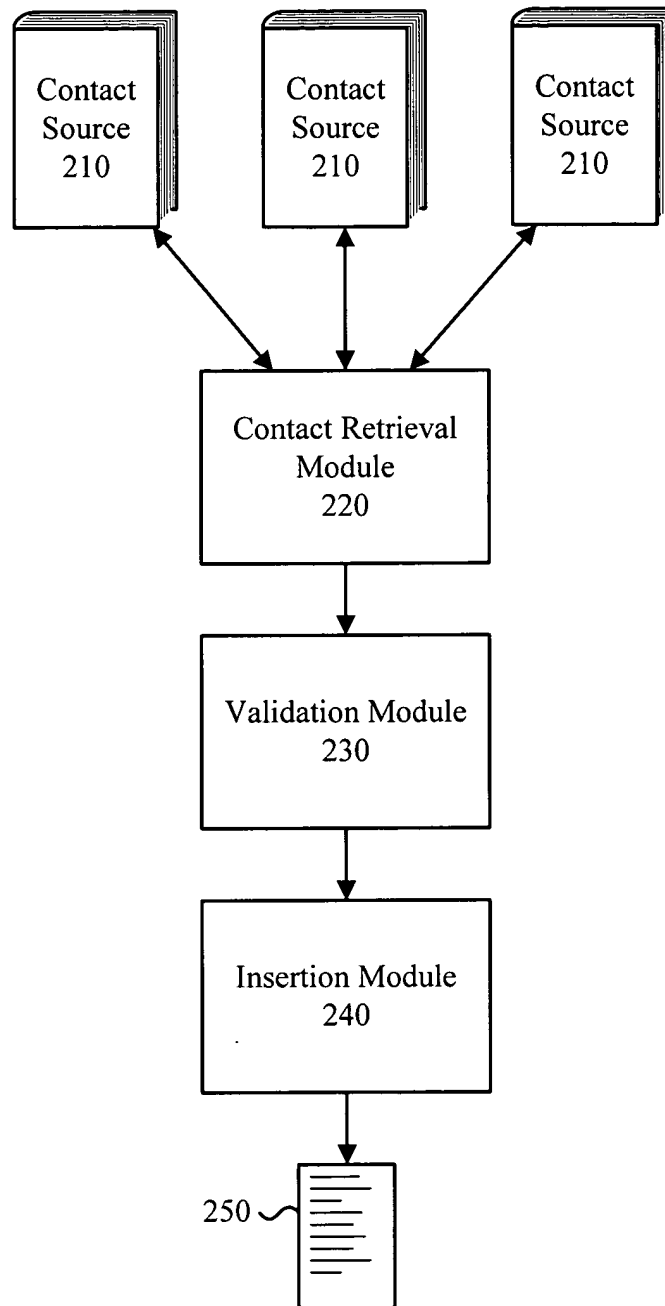 Contact
Source
210
Contact
Source
210
Contact
Source
210
Contact Retrieval
Module
220
Validation Module
230
Insertion Module
240
250